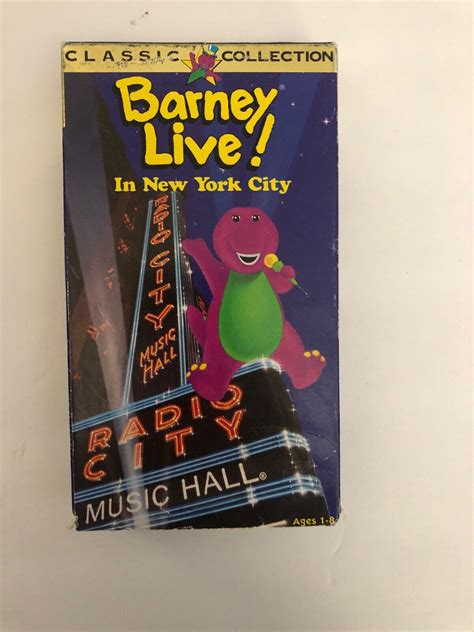 CLASSIC COLLECTION
Barney®
Live!
In New York City
RADIO CITY
MUSIC
HALL
RADIO
CITY
MUSIC HALL®
Ages 1-8